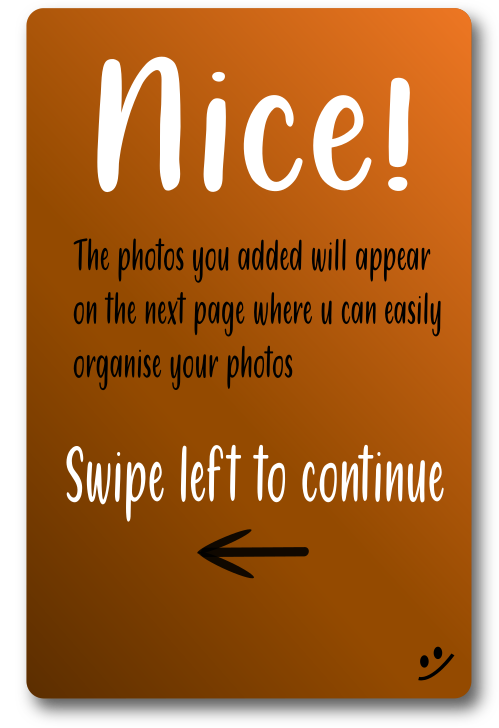 Nice!
The photos you added will appear
on the next page where u can easily
organise your photos
Swipe left to continue